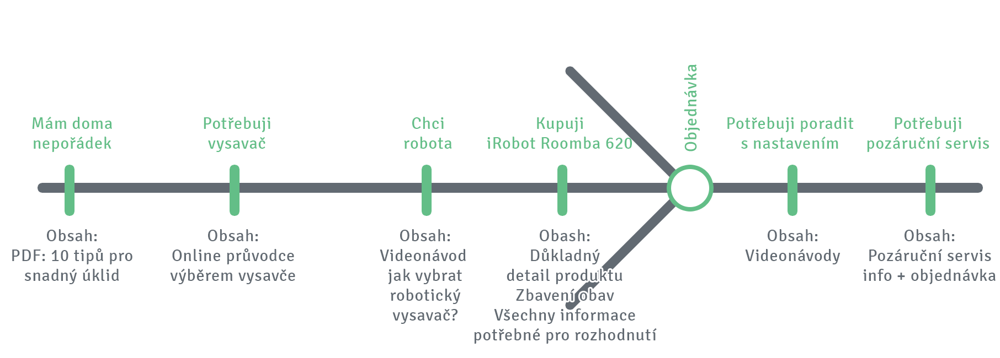 Mám doma
nepořádek
Obsah:
PDF: 10 tipů pro
snadný úklid
Potřebuji
vysavač
Obsah:
Online průvodce
výběrem vysavče
Chci
robota
Obsah:
Videonávod
jak vybrat
robotický
vysavač?
Kupuji
iRobot Roomba 620
Obash:
Důkladný
detail produktu
Zbavení obav
Všechny informace
potřebné pro rozhodnutí
Objednávka
Potřebuji poradit
s nastavením
Obsah:
Videonávody
Potřebuji
pozáruční servis
Obsah:
Pozáruční servis
info + objednávka